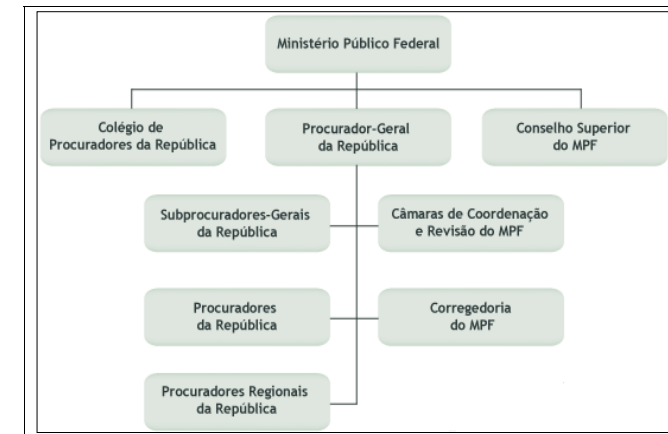 Ministério Público Federal
Colégio de
Procuradores da República
Procurador-Geral
da República
Conselho Superior
do MPF
Subprocuradores-Gerais
da República
Câmaras de Coordenação
e Revisão do MPF
Procuradores
da República
Corregedoria
do MPF
Procuradores Regionais
da República